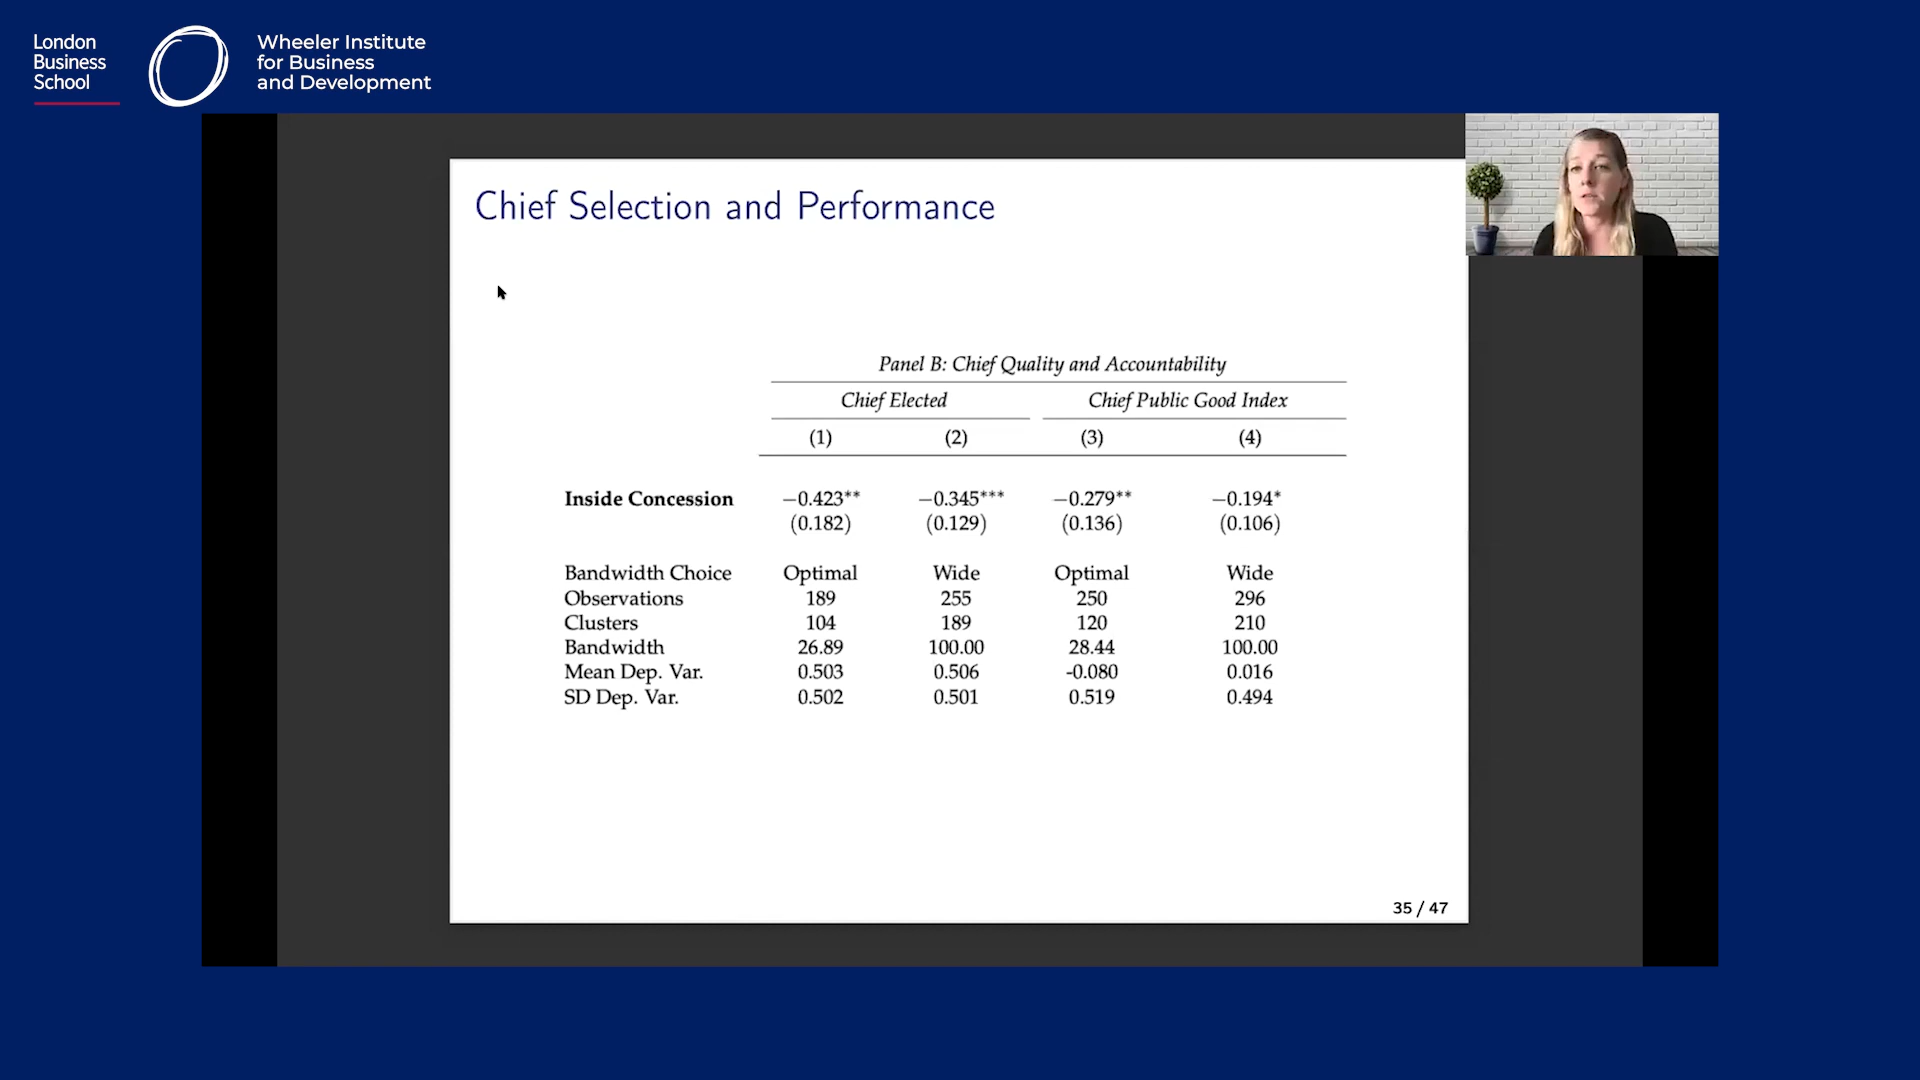 London
Business
School
Wheeler Institute
for Business
and Development
Chief Selection and Performance
Panel B: Chief Quality and Accountability
Chief Elected Chief Public Good Index
(1) (2) (3) (4)
Inside Concession −0.423** −0.345*** −0.279** −0.194*
(0.182) (0.129) (0.136) (0.106)
Bandwidth Choice Optimal Wide Optimal Wide
Observations 189 255 250 296
Clusters 104 189 120 210
Bandwidth 26.89 100.00 28.44 100.00
Mean Dep. Var. 0.503 0.506 -0.080 0.016
SD Dep. Var. 0.502 0.501 0.519 0.494
35 / 47